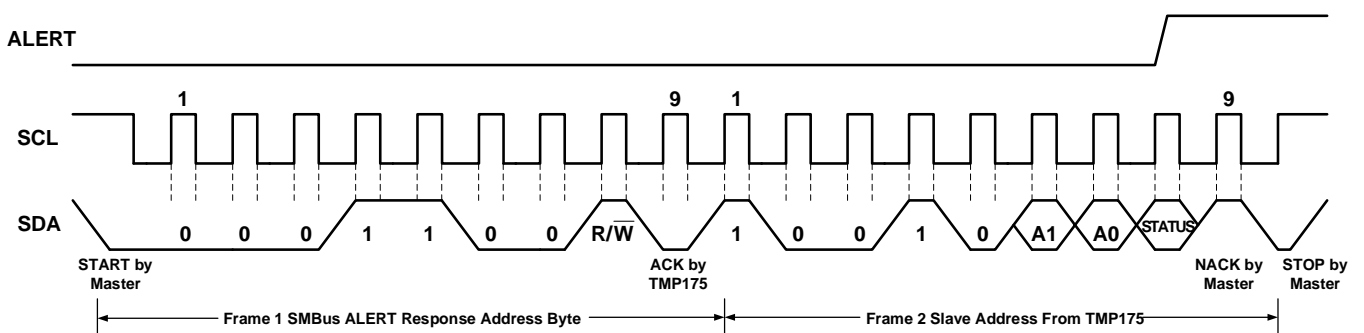 ALERT
1 9 1 9
SCL
SDA
0 0 0 1 1 0 0 R/W̅ 1 0 0 1 0 A1 A0 STATUS
START by
Master
ACK by
TMP175
NACK by
Master
STOP by
Master
Frame 1 SMBus ALERT Response Address Byte
Frame 2 Slave Address From TMP175